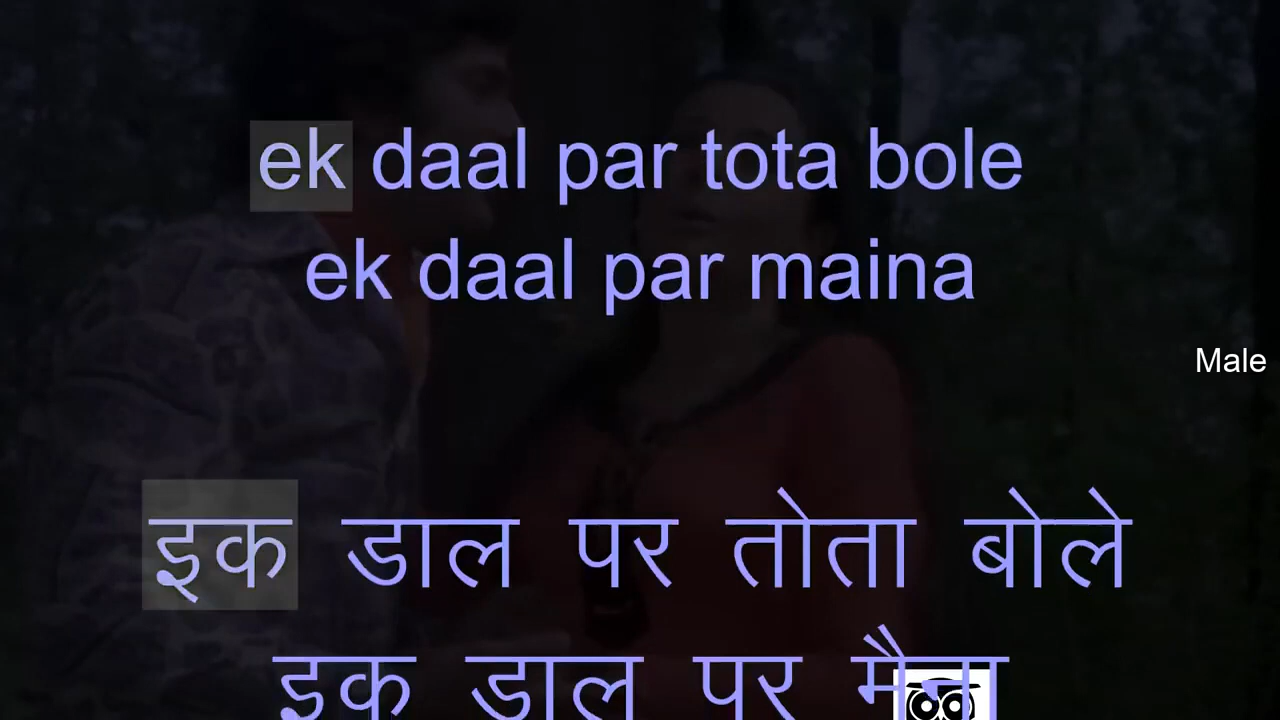 ek daal par tota bole
ek daal par maina
Male
इक डाल पर तोता बोले
इक डाल पर मैना